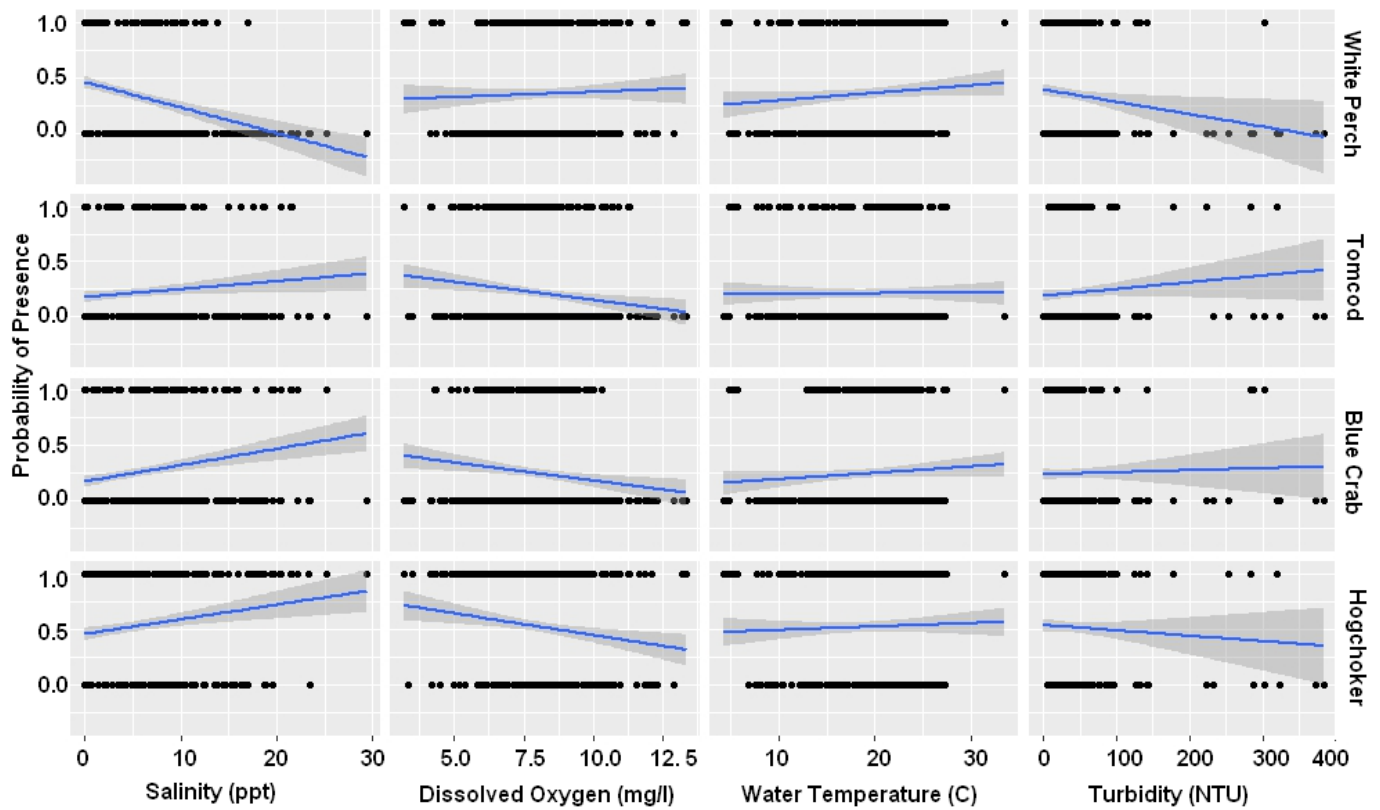 Probability of Presence
1.0
0.5
0.0
White Perch
1.0
0.5
0.0
Tomcod
1.0
0.5
0.0
Blue Crab
1.0
0.5
0.0
Hogchoker
0 10 20 30
5.0 7.5 10.0 12.5
10 20 30
0 100 200 300 400
Salinity (ppt)
Dissolved Oxygen (mg/l)
Water Temperature (C)
Turbidity (NTU)